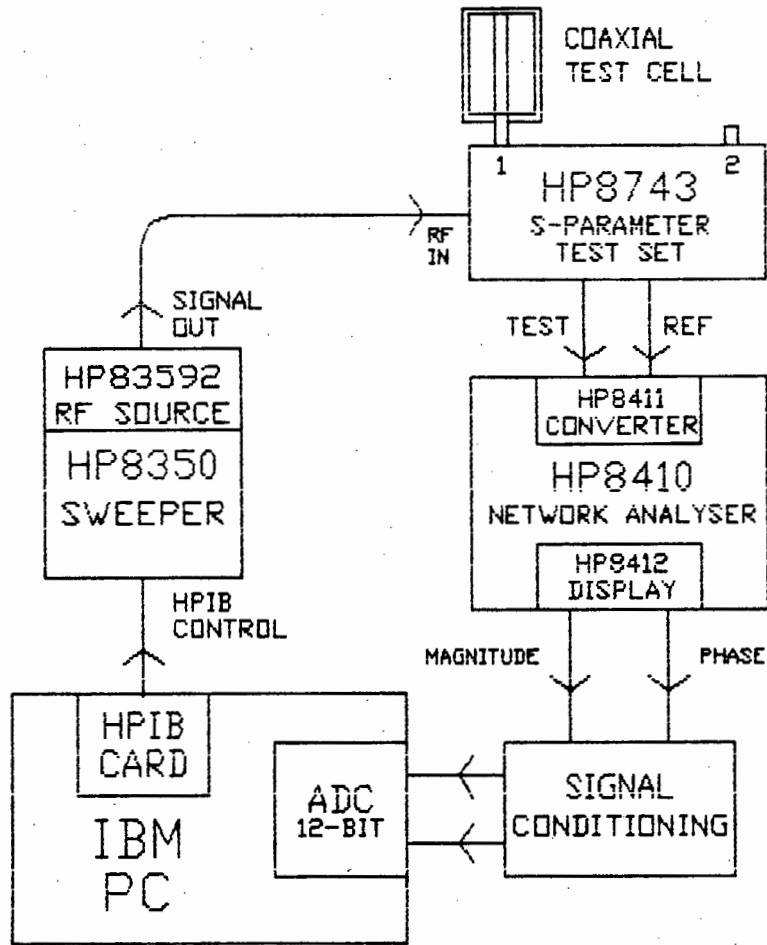 COAXIAL
TEST CELL
1
2
HP8743
S-PARAMETER
TEST SET
RF
IN
SIGNAL
OUT
TEST
REF
HP83592
RF SOURCE
HP8350
SWEEPER
HP8411
CONVERTER
HP8410
NETWORK ANALYSER
HP8412
DISPLAY
HPIB
CONTROL
MAGNITUDE
PHASE
HPIB
CARD
IBM
PC
ADC
12-BIT
SIGNAL
CONDITIONING